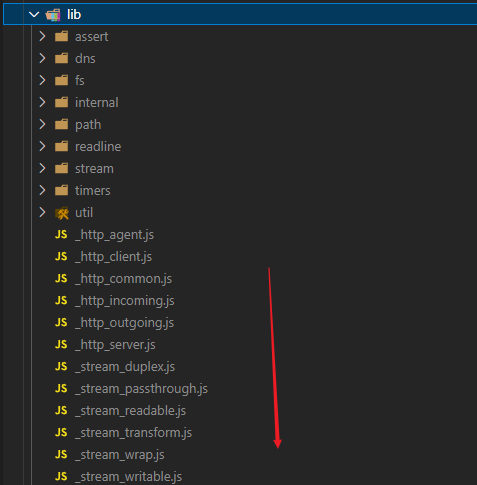 lib
assert
dns
fs
internal
path
readline
stream
timers
util
JS _http_agent.js
JS _http_client.js
JS _http_common.js
JS _http_incoming.js
JS _http_outgoing.js
JS _http_server.js
JS _stream_duplex.js
JS _stream_passthrough.js
JS _stream_readable.js
JS _stream_transform.js
JS _stream_wrap.js
JS _stream_writable.js